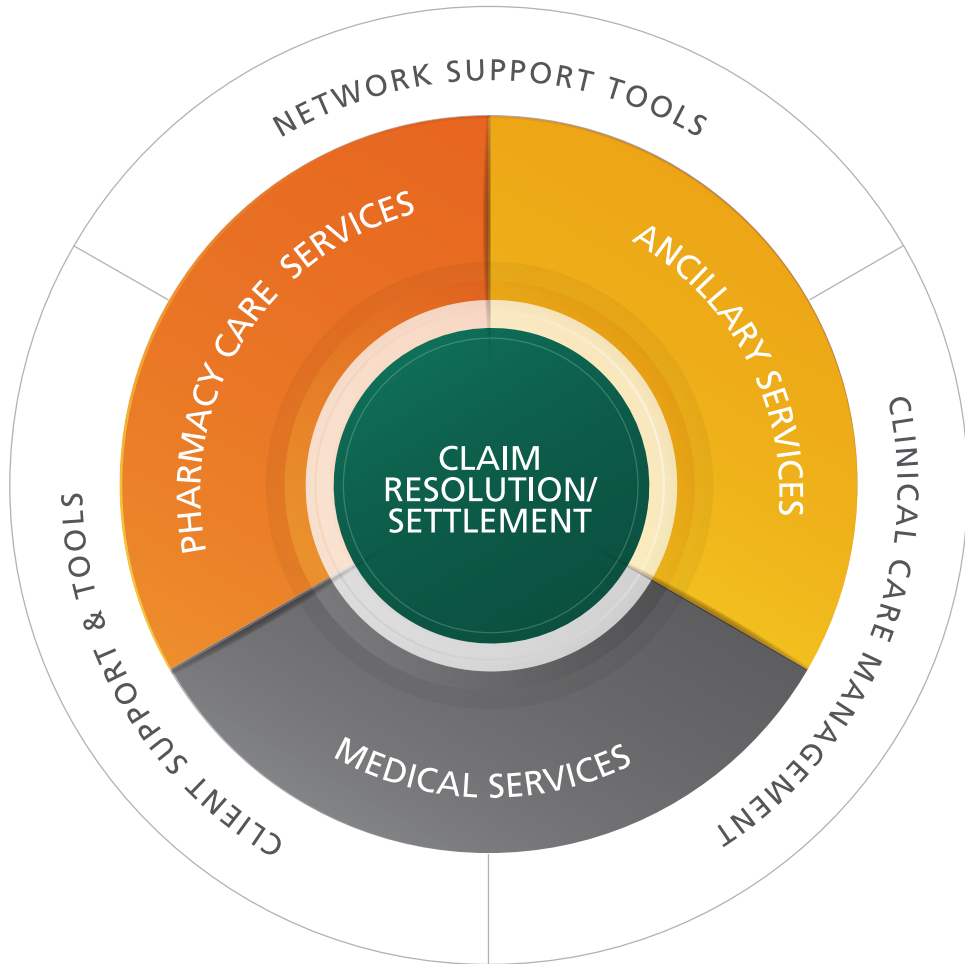 NETWORK SUPPORT TOOLS
PHARMACY CARE SERVICES
ANCILLARY SERVICES
CLAIM
RESOLUTION/
SETTLEMENT
MEDICAL SERVICES
CLIENT SUPPORT & TOOLS
CLINICAL CARE MANAGEMENT